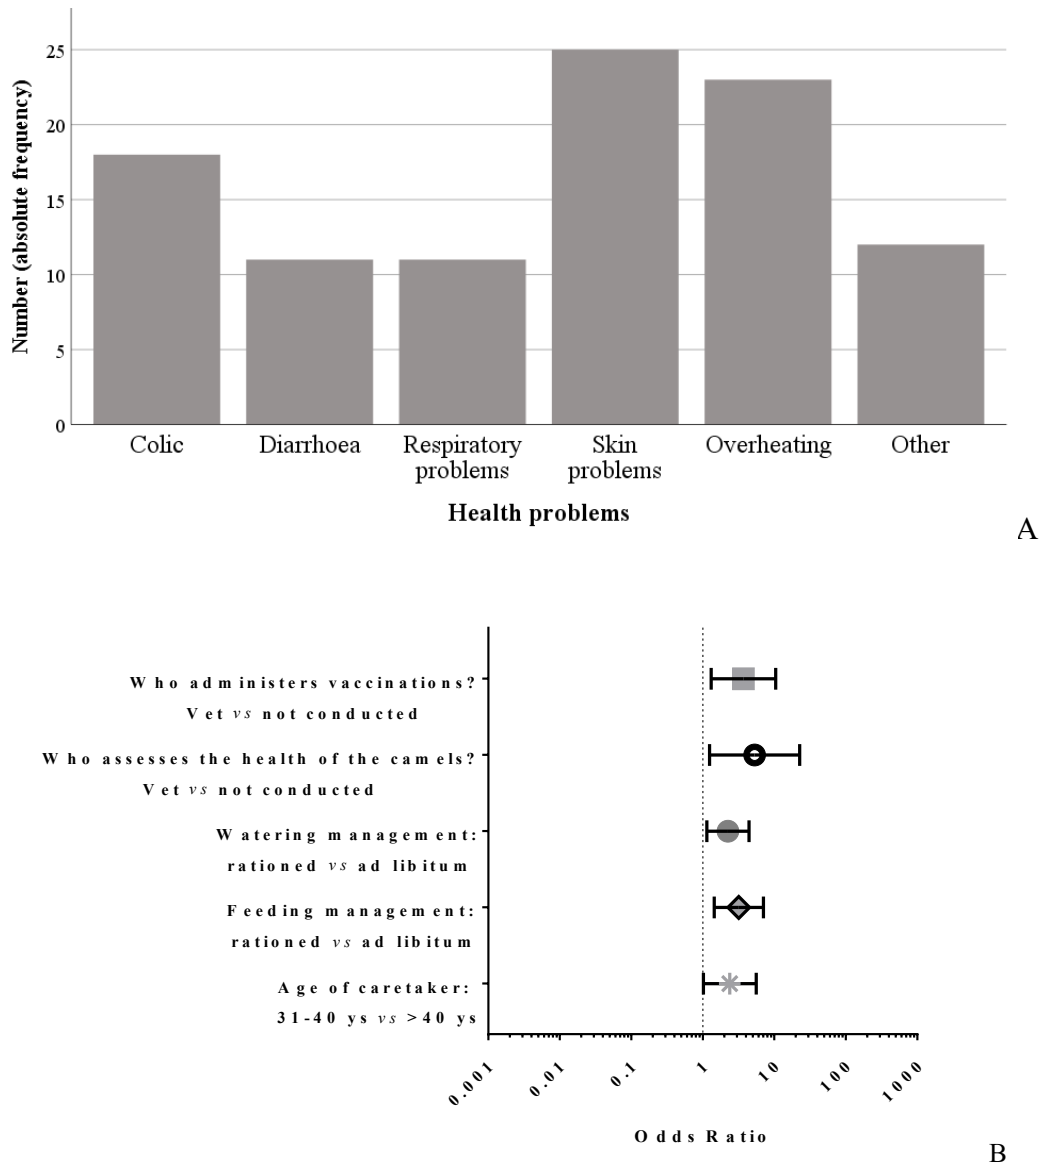 Number (absolute frequency)
25
20
15
10
5
0
Colic
Diarrhoea
Respiratory
problems
Skin
problems
Overheating
Other
Health problems
A
Who administers vaccinations?
Vet vs not conducted
Who assesses the health of the camels?
Vet vs not conducted
Watering management:
rationed vs ad libitum
Feeding management:
rationed vs ad libitum
Age of caretaker:
31-40 ys vs >40 ys
0.001
0.01
0.1
1
10
100
1000
Odds Ratio
B